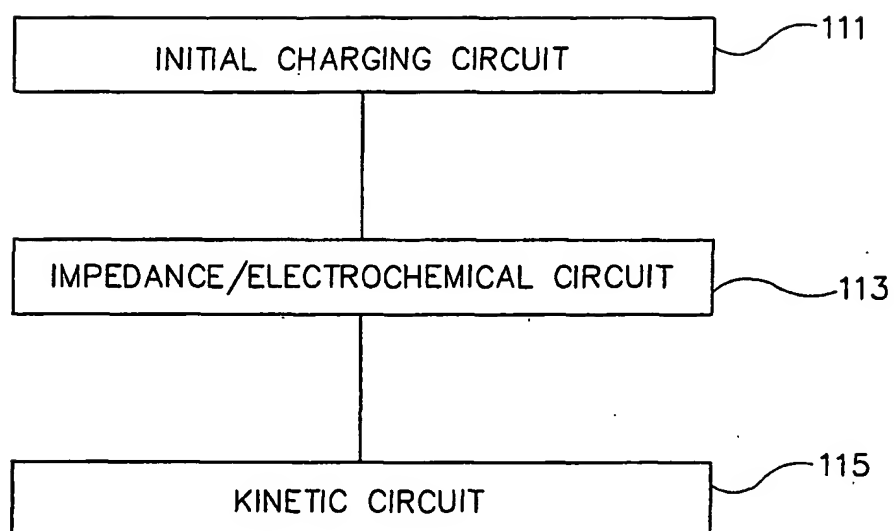 111
INITIAL CHARGING CIRCUIT
IMPEDANCE/ELECTROCHEMICAL CIRCUIT
113
115
KINETIC CIRCUIT